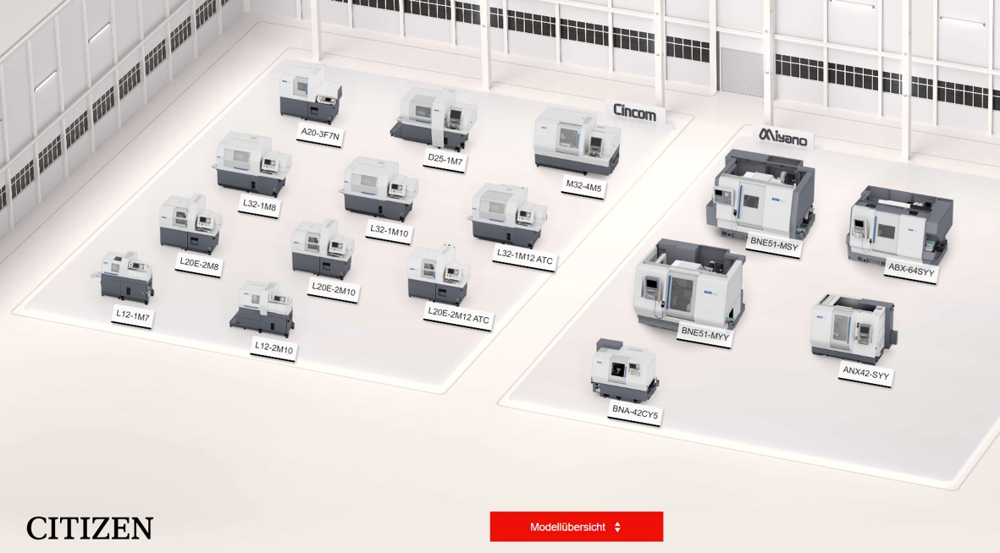 Cincom
A20-3F7N
D25-1M7
M32-4M5
L32-1M8
L32-1M10
L32-1M12 ATC
L20E-2M8
L20E-2M10
L20E-2M12 ATC
L12-1M7
L12-2M10
Miyano
BNE51-MSY
ABX-64SYY
BNE51-MYY
ANX42-SYY
BNA-42CY5
CITIZEN
Modellübersicht